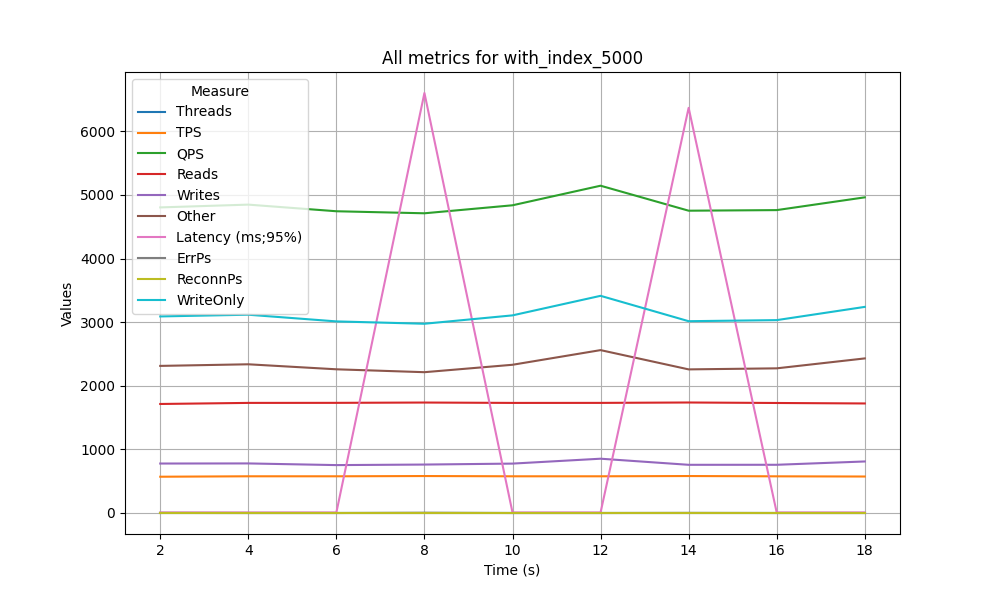 All metrics for with_index_5000
Measure
Threads
TPS
QPS
Reads
Writes
Other
Latency (ms;95%)
ErrPs
ReconnPs
WriteOnly
Values
6000
5000
4000
3000
2000
1000
0
2 4 6 8 10 12 14 16 18
Time (s)